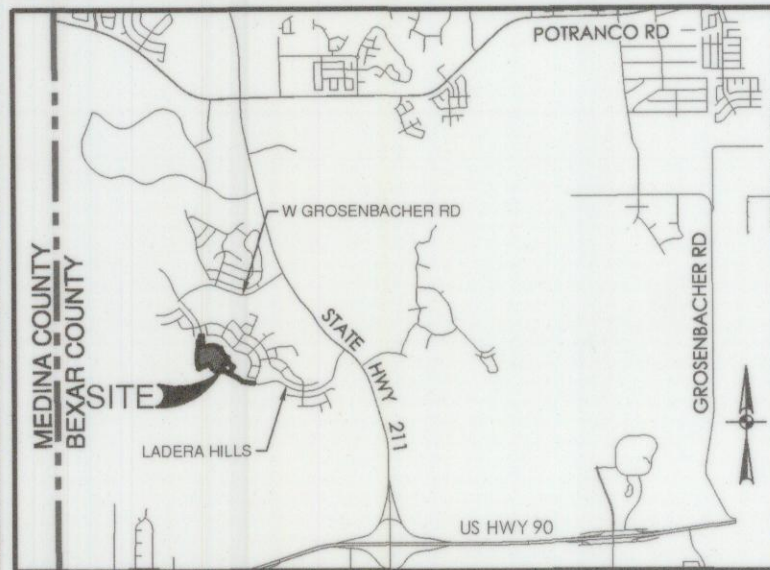 POTRANCO RD
W GROSENBACHER RD
MEDINA COUNTY
BEXAR COUNTY
STATE HWY 211
GROSENBACHER RD
SITE
LADERA HILLS
US HWY 90